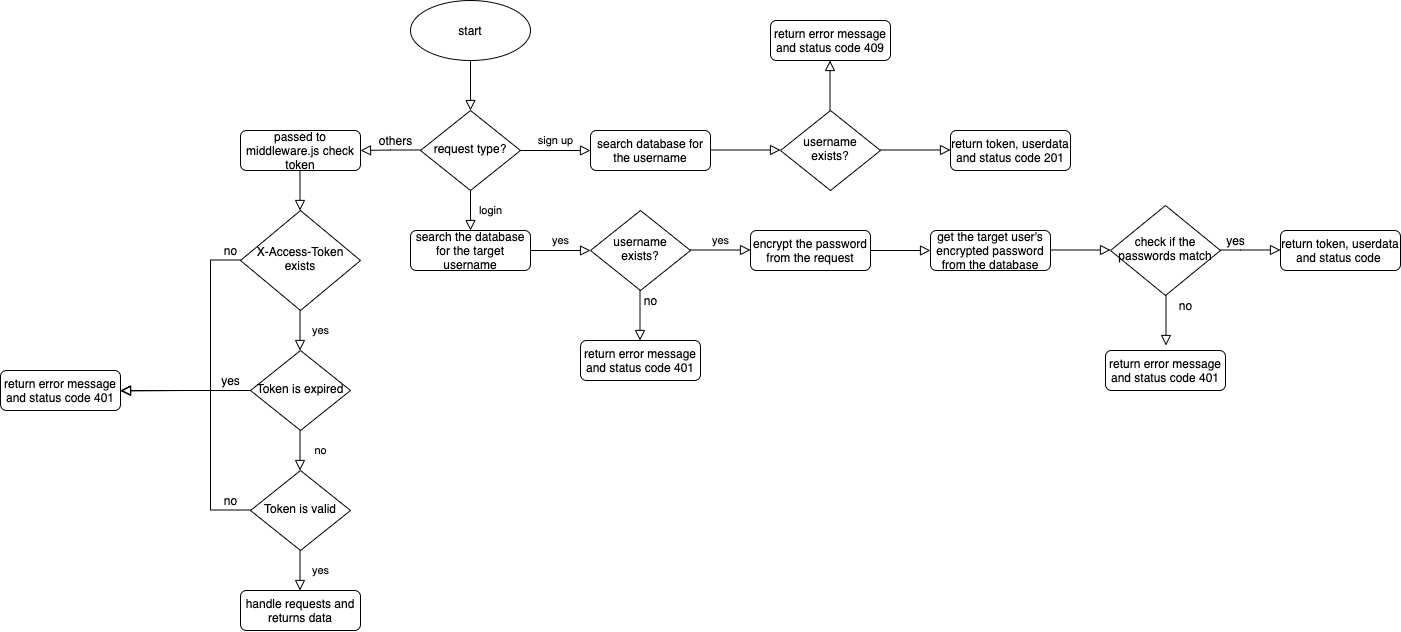 start
return error message
and status code 409
others
request type?
sign up
search database for
the username
username
exists?
return token, userdata
and status code 201
passed to
middleware.js check
token
login
search the database
for the target
username
yes
username
exists?
yes
encrypt the password
from the request
get the target user's
encrypted password
from the database
check if the
passwords match
yes
return token, userdata
and status code
no
return error message
and status code 401
no
return error message
and status code 401
no
X-Access-Token
exists
yes
return error message
and status code 401
yes
Token is expired
no
no
Token is valid
yes
handle requests and
returns data